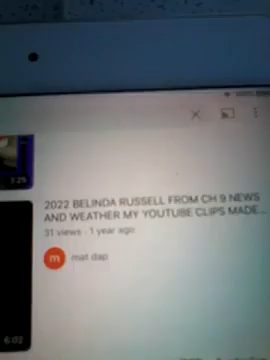 7:25
2022 BELINDA RUSSELL FROM CH 9 NEWS
AND WEATHER MY YOUTUBE CLIPS MADE...
31 views · 1 year ago
m
mat dap
6:02